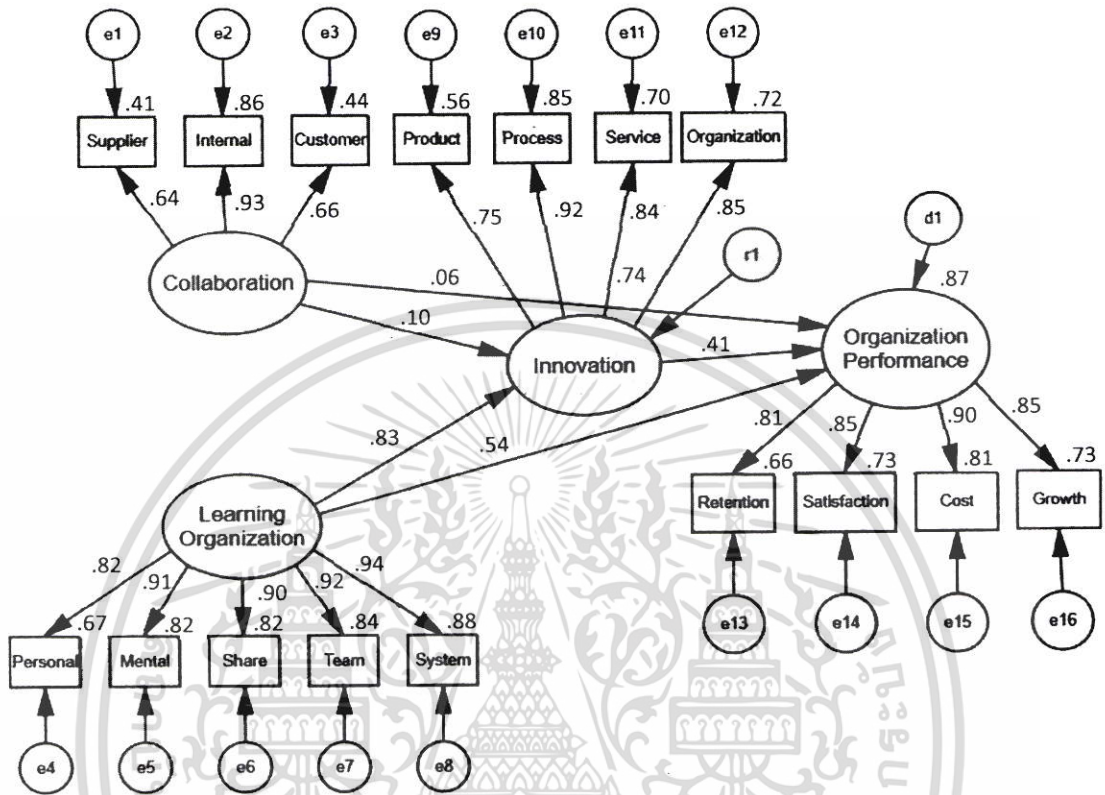 e1 e2 e3 e9 e10 e11 e12
.41 .86 .44 .56 .85 .70 .72
Supplier Internal Customer Product Process Service Organization
.64 .93 .66 .75 .92 .84 .85
d1
r1
Collaboration .06 .74 .87
.10
Innovation .41 Organization
Performance
.83 .54
.81 .85 .90 .85
.66 .73 .81 .73
Retention Satisfaction Cost Growth
Learning
Organization
.82 .91 .90 .92 .94
.67 .82 .82 .84 .88
Personal Mental Share Team System
e13 e14 e15 e16
e4 e5 e6 e7 e8